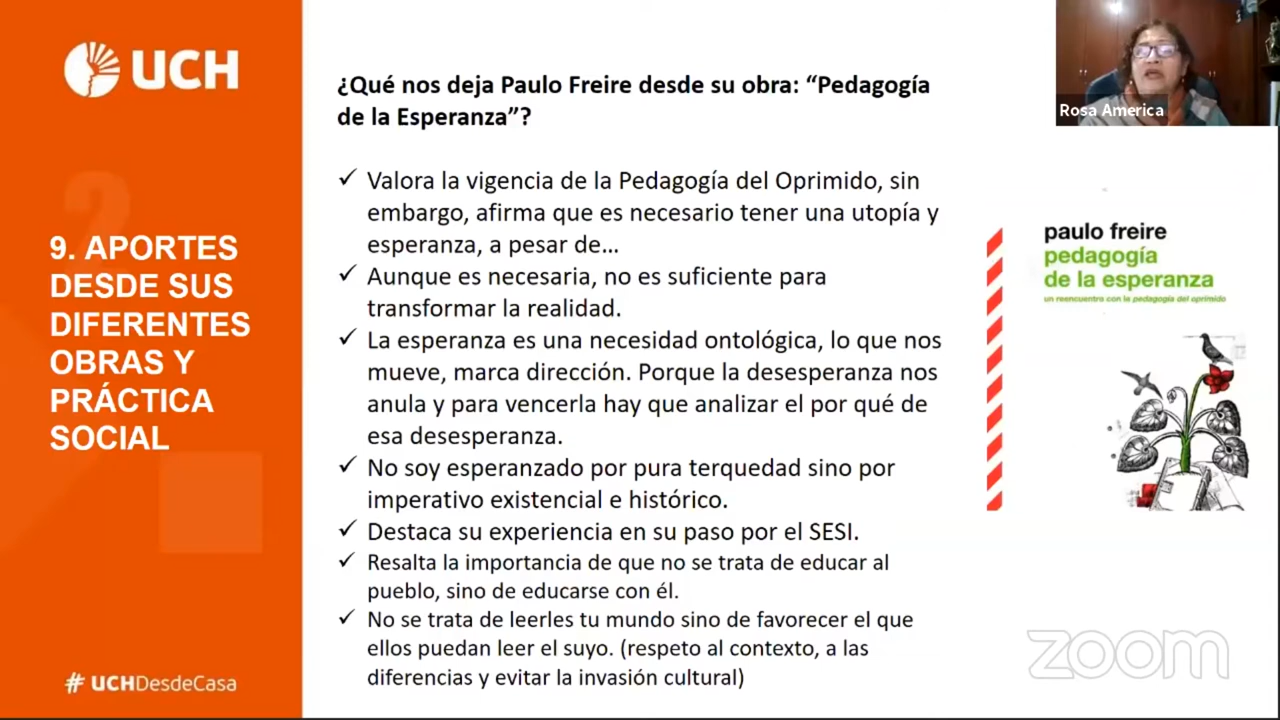 UCH
9. APORTES
DESDE SUS
DIFERENTES
OBRAS Y
PRÁCTICA
SOCIAL
# UCHDesdeCasa
¿Qué nos deja Paulo Freire desde su obra: “Pedagogía
de la Esperanza”?
✓ Valora la vigencia de la Pedagogía del Oprimido, sin
embargo, afirma que es necesario tener una utopía y
esperanza, a pesar de…
✓ Aunque es necesaria, no es suficiente para
transformar la realidad.
✓ La esperanza es una necesidad ontológica, lo que nos
mueve, marca dirección. Porque la desesperanza nos
anula y para vencerla hay que analizar el por qué de
esa desesperanza.
✓ No soy esperanzado por pura terquedad sino por
imperativo existencial e histórico.
✓ Destaca su experiencia en su paso por el SESI.
✓ Resalta la importancia de que no se trata de educar al
pueblo, sino de educarse con él.
✓ No se trata de leerles tu mundo sino de favorecer el que
ellos puedan leer el suyo. (respeto al contexto, a las
diferencias y evitar la invasión cultural)
Rosa America
paulo freire
pedagogía
de la esperanza
un reencuentro con la pedagogía del oprimido
zoom